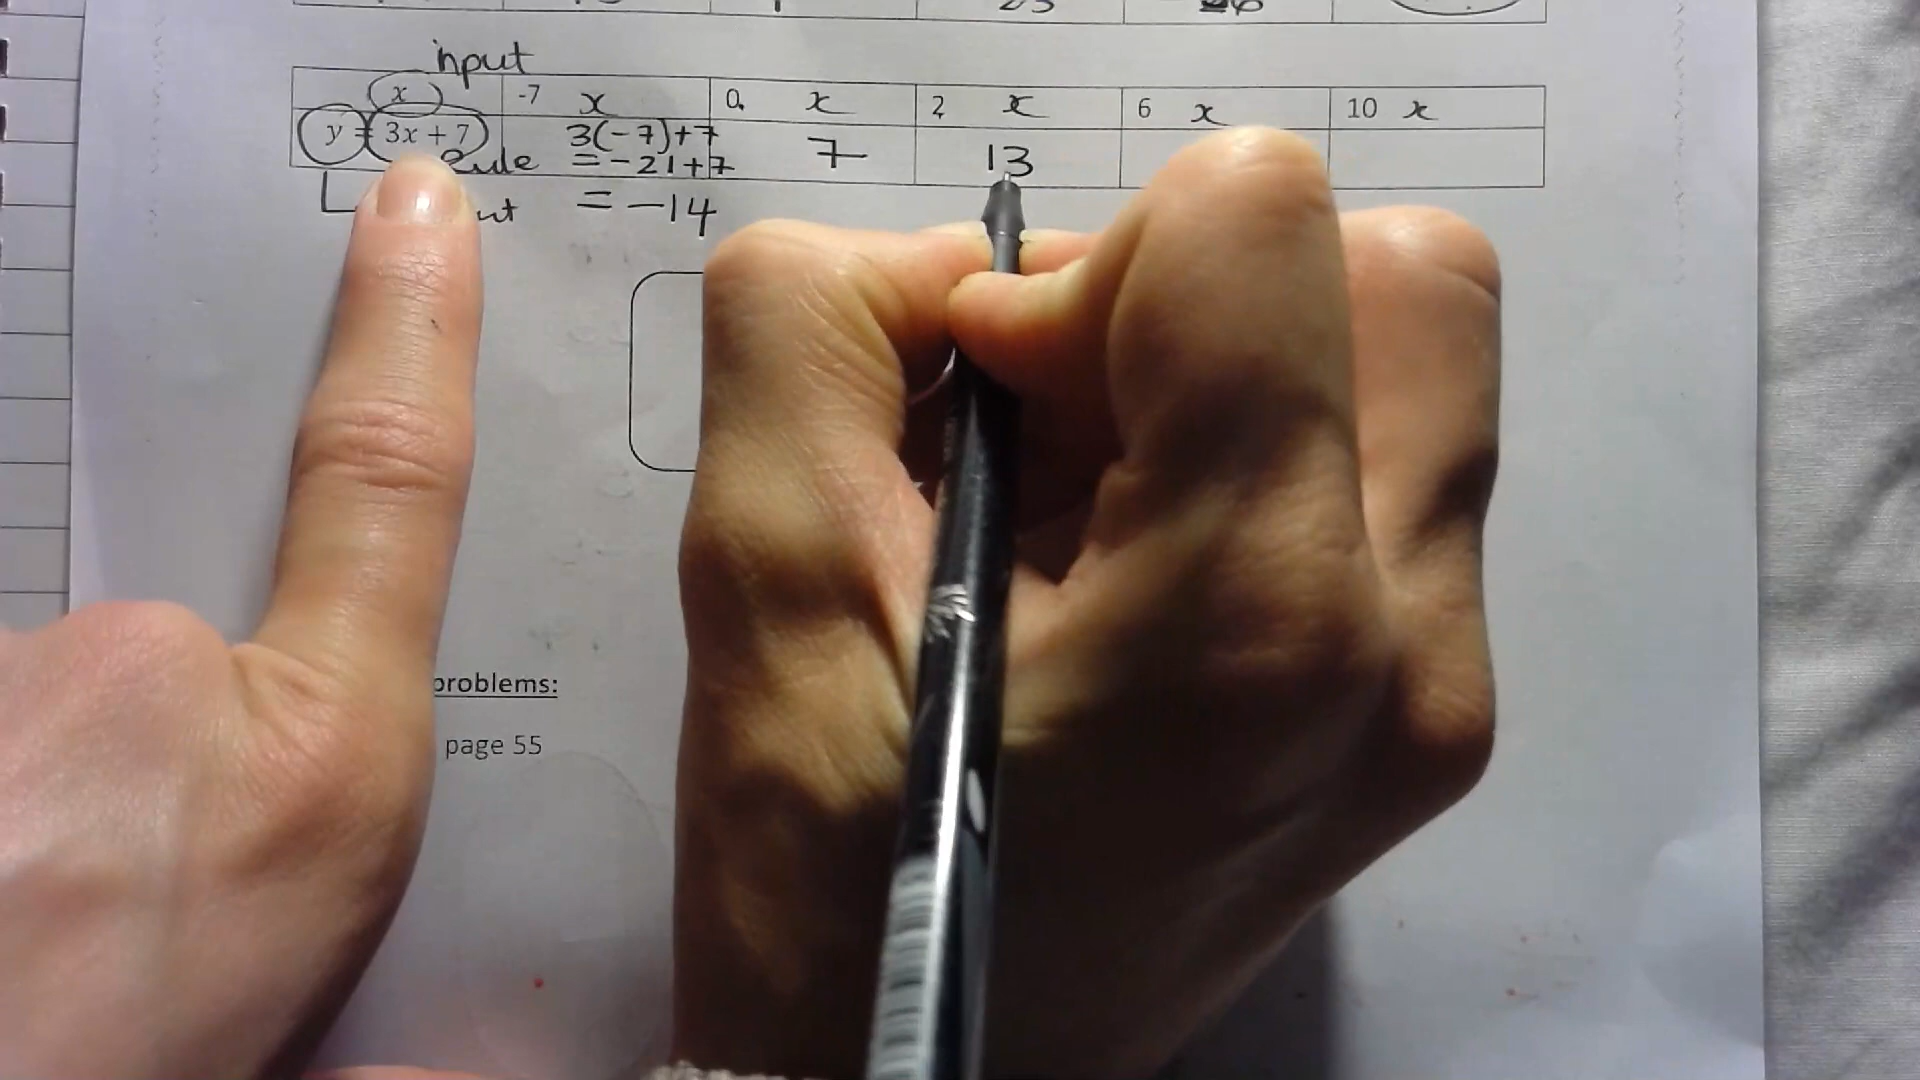 input
x -7 x 0 x 2 x 6 x 10 x
y = 3x + 7 3(-7)+7 7 13
Rule = -21+7
= -14
problems:
page 55